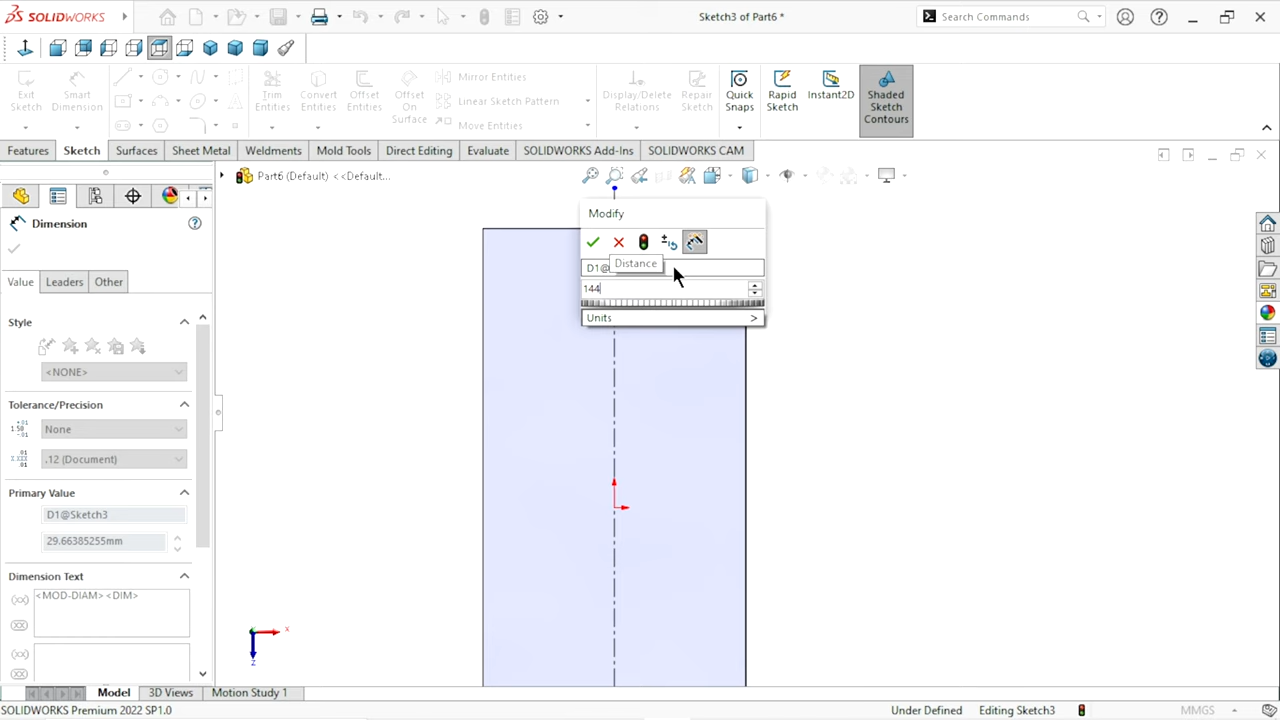 SOLIDWORKS
Sketch3 of Part6 *
Search Commands
Exit Sketch
Smart Dimension
Trim Entities
Convert Entities
Offset Entities
Offset On Surface
Mirror Entities
Linear Sketch Pattern
Move Entities
Display/Delete Relations
Repair Sketch
Quick Snaps
Rapid Sketch
Instant2D
Shaded Sketch Contours
Features
Sketch
Surfaces
Sheet Metal
Weldments
Mold Tools
Direct Editing
Evaluate
SOLIDWORKS Add-Ins
SOLIDWORKS CAM
Part6 (Default) <<Default...
Dimension
Value
Leaders
Other
Style
<NONE>
Tolerance/Precision
None
.12 (Document)
Primary Value
D1@Sketch3
29.66385255mm
Dimension Text
<MOD-DIAM><DIM>
Modify
D1@
Distance
144
Units >
x
z
Model
3D Views
Motion Study 1
SOLIDWORKS Premium 2022 SP1.0
Under Defined
Editing Sketch3
MMGS